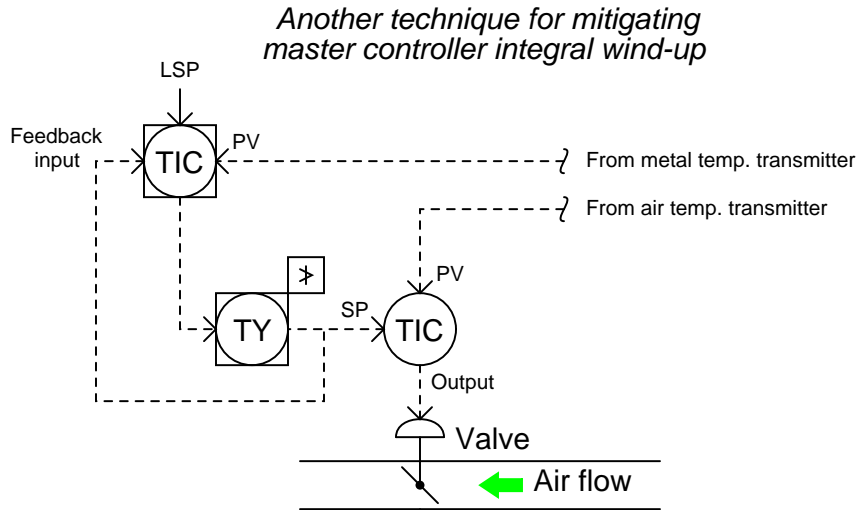 Another technique for mitigating
master controller integral wind-up
LSP
Feedback
input
TIC
PV
From metal temp. transmitter
From air temp. transmitter
PV
TY
SP
TIC
Output
Valve
Air flow